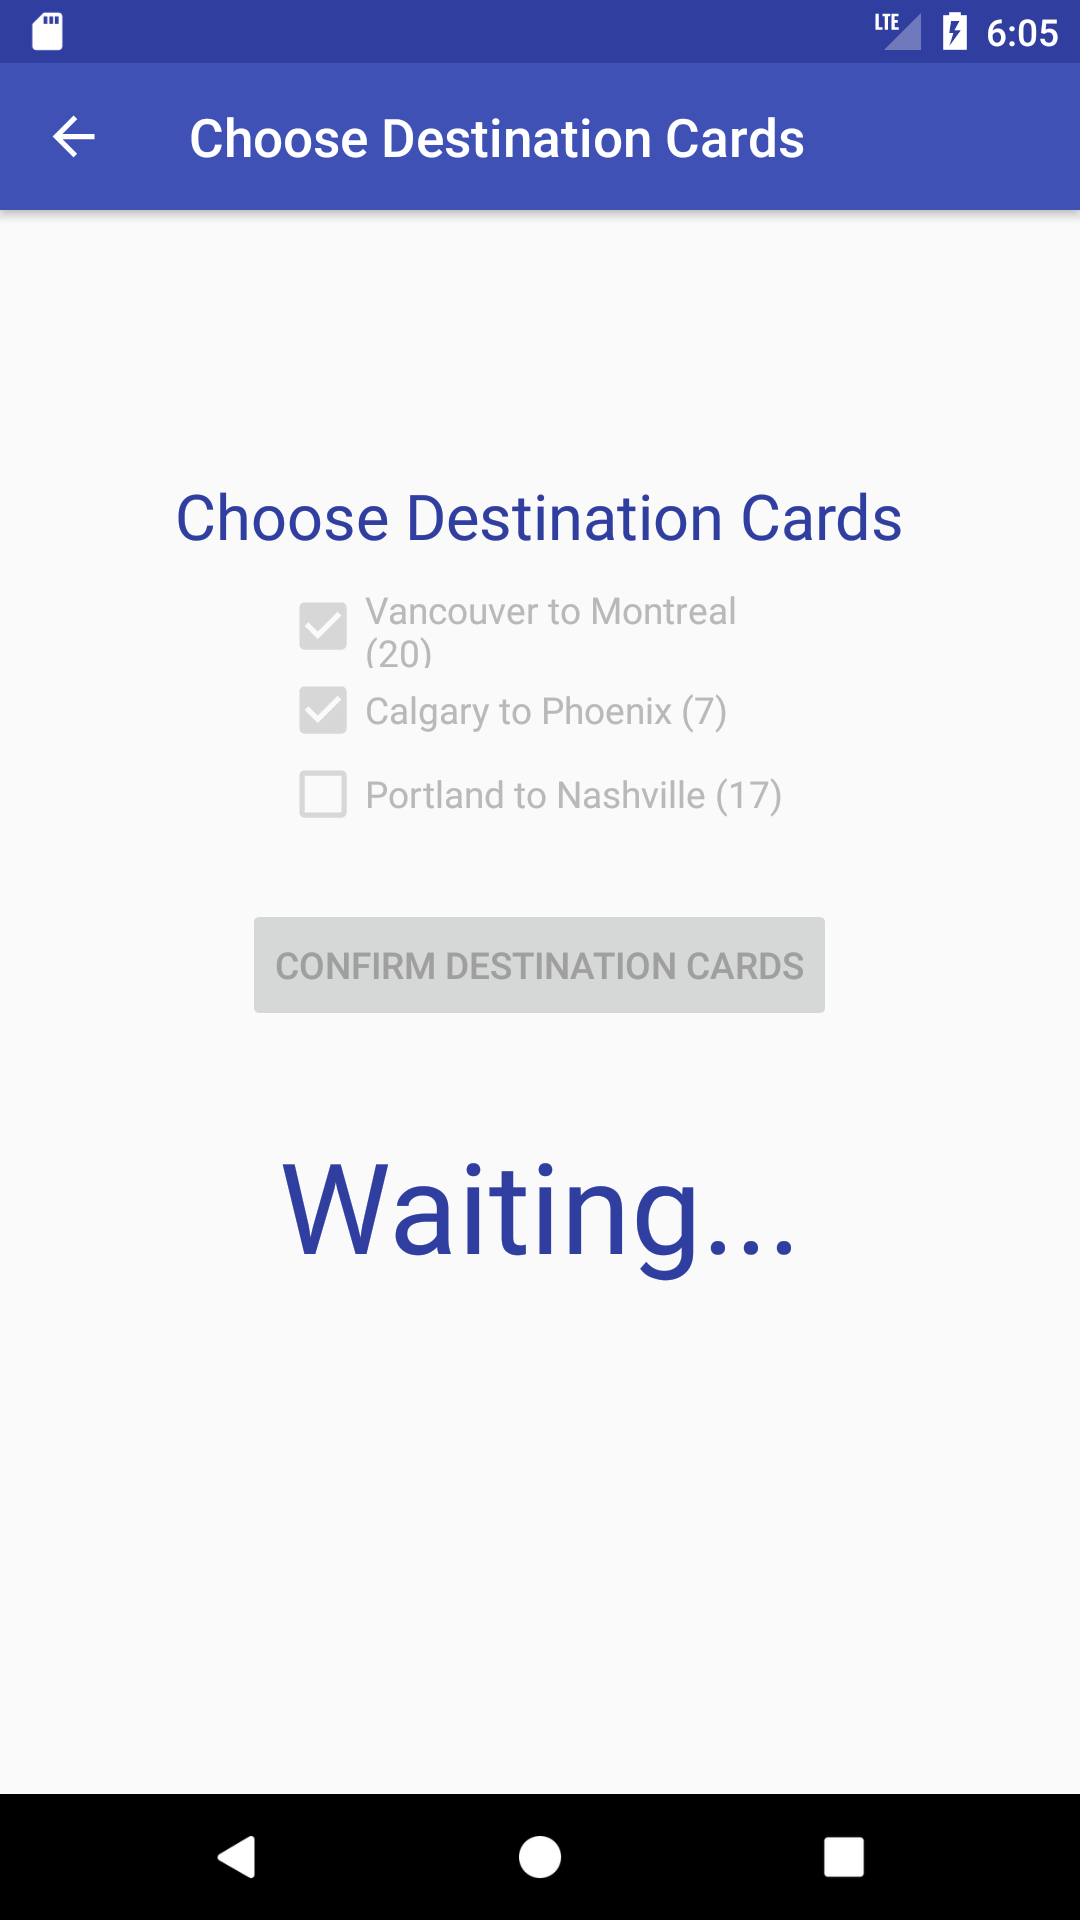 LTE 6:05
Choose Destination Cards
Choose Destination Cards
Vancouver to Montreal
(20)
Calgary to Phoenix (7)
Portland to Nashville (17)
CONFIRM DESTINATION CARDS
Waiting...